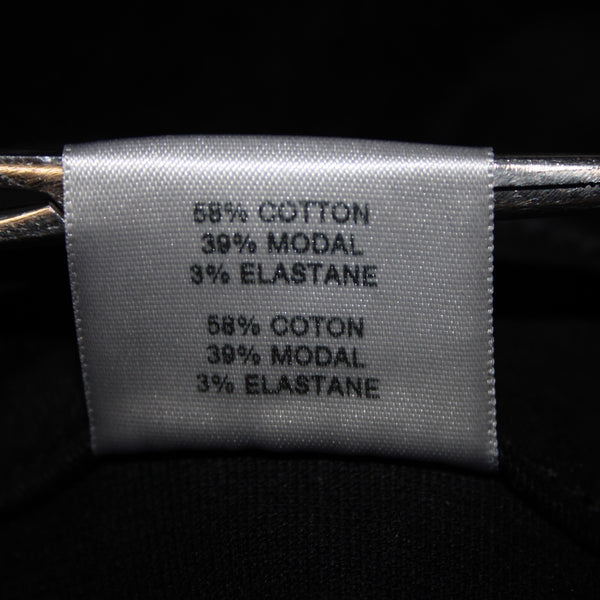 58% COTTON
39% MODAL
3% ELASTANE
58% COTON
39% MODAL
3% ELASTANE